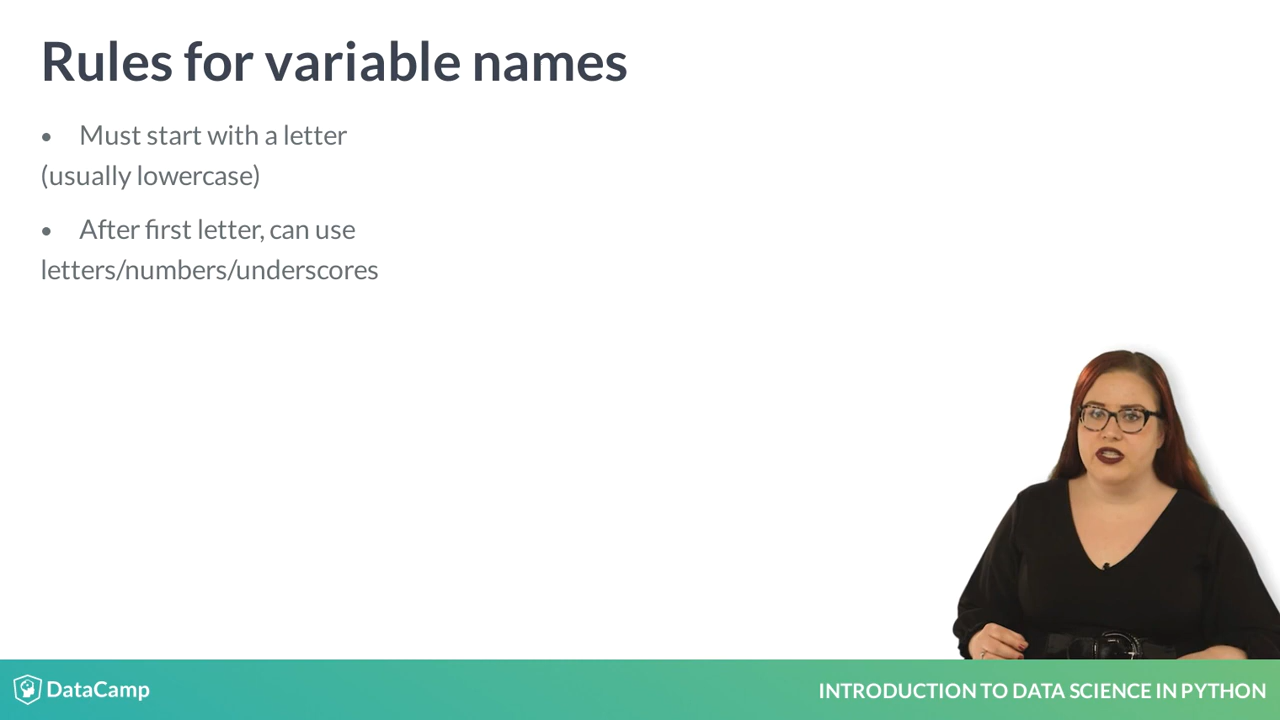 Rules for variable names
• Must start with a letter
(usually lowercase)
• After first letter, can use
letters/numbers/underscores
DataCamp
INTRODUCTION TO DATA SCIENCE IN PYTHON